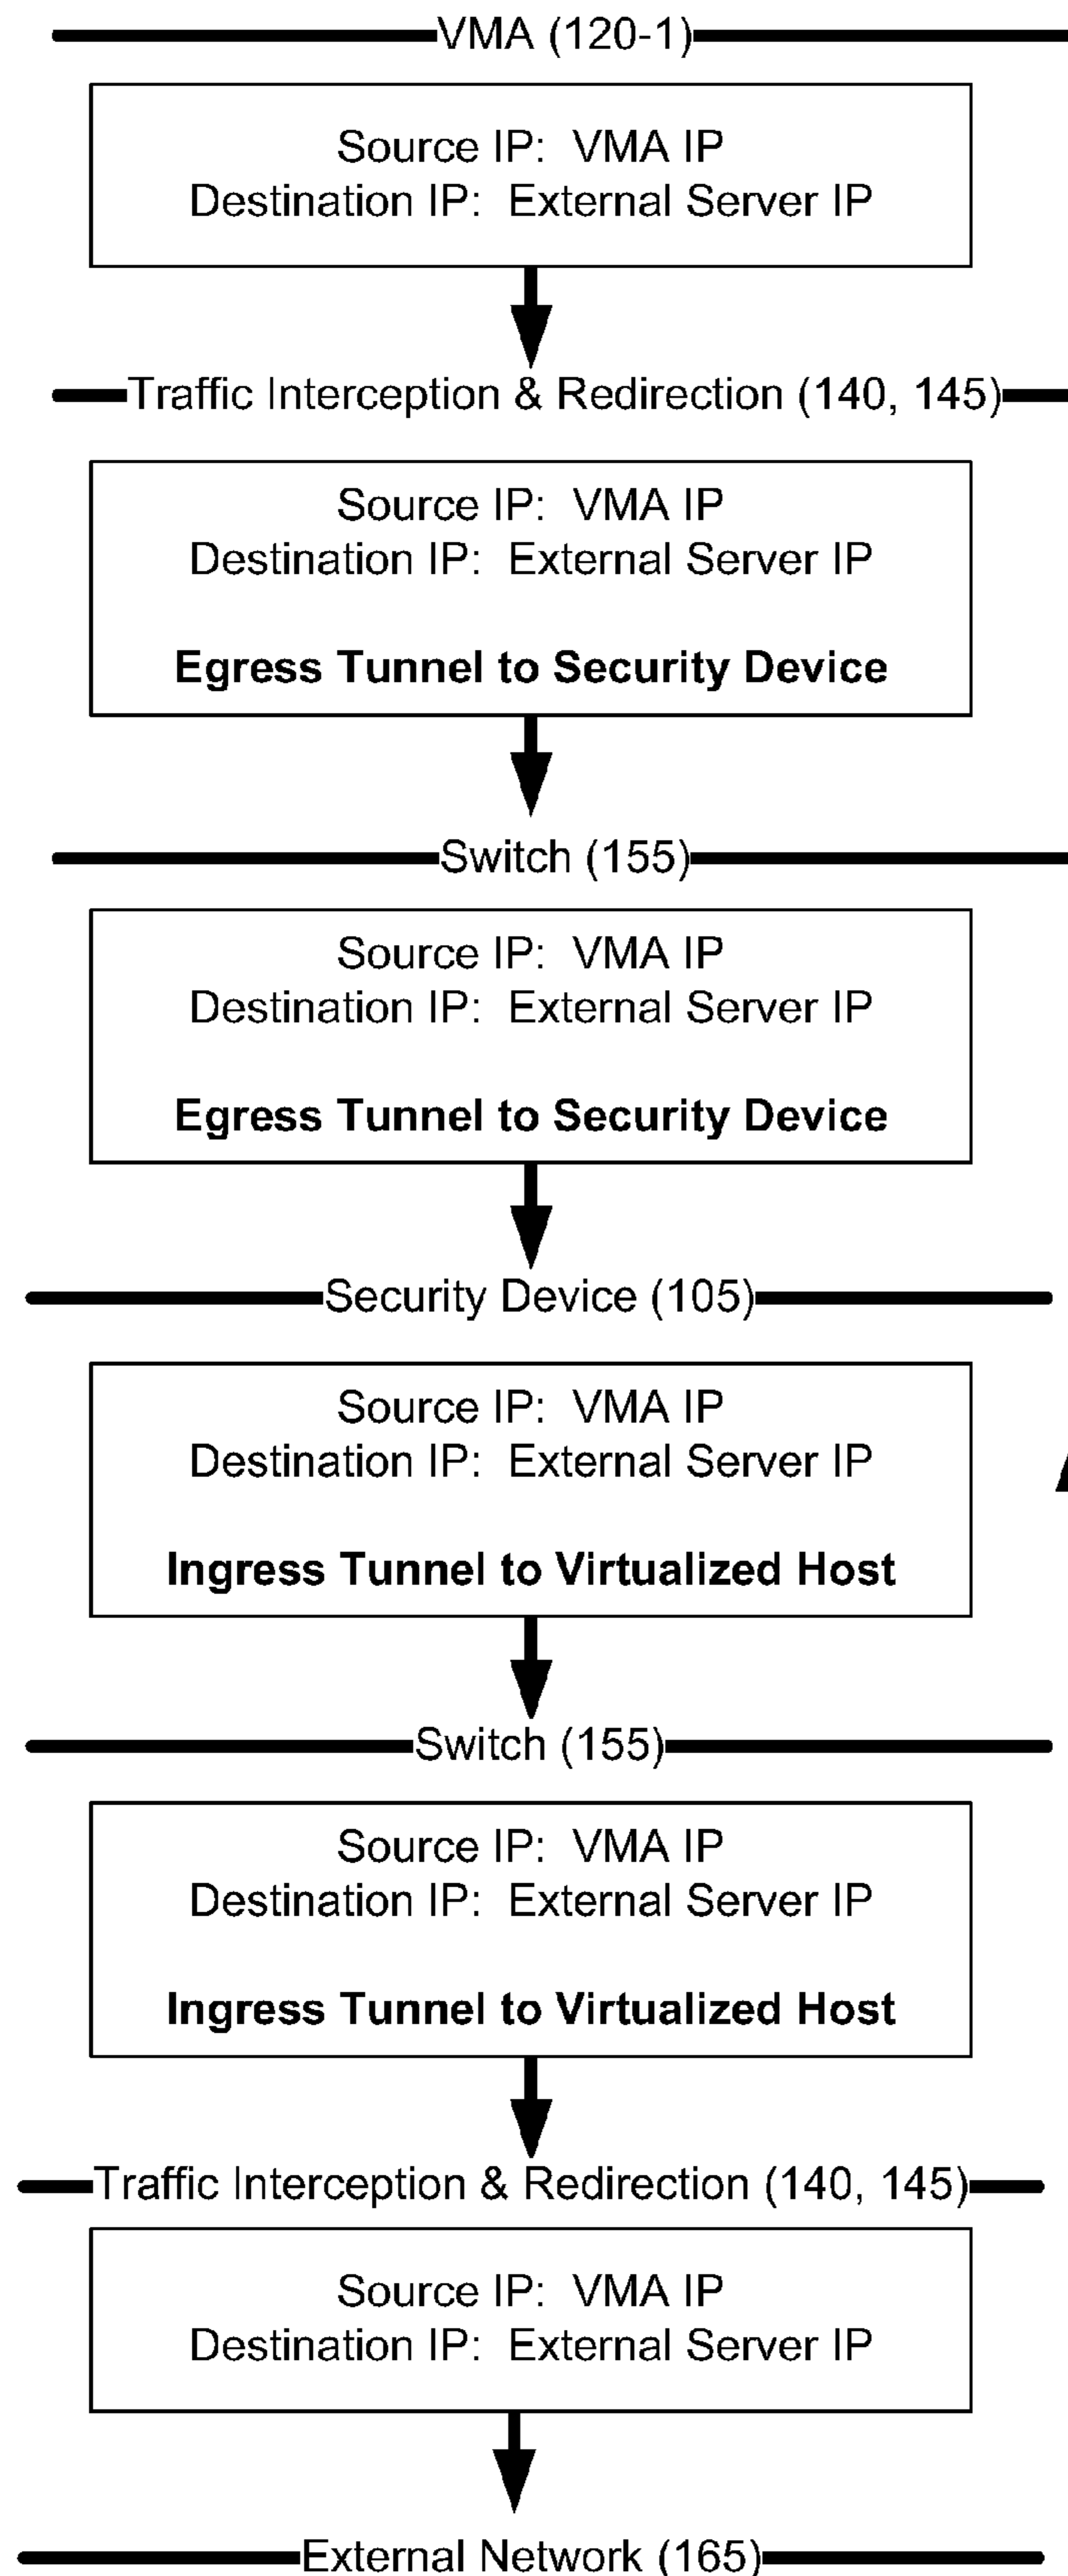 VMA (120-1)
Source IP: VMA IP
Destination IP: External Server IP
Traffic Interception & Redirection (140, 145)
Source IP: VMA IP
Destination IP: External Server IP
Egress Tunnel to Security Device
Switch (155)
Source IP: VMA IP
Destination IP: External Server IP
Egress Tunnel to Security Device
Security Device (105)
Source IP: VMA IP
Destination IP: External Server IP
Ingress Tunnel to Virtualized Host
Switch (155)
Source IP: VMA IP
Destination IP: External Server IP
Ingress Tunnel to Virtualized Host
Traffic Interception & Redirection (140, 145)
Source IP: VMA IP
Destination IP: External Server IP
External Network (165)